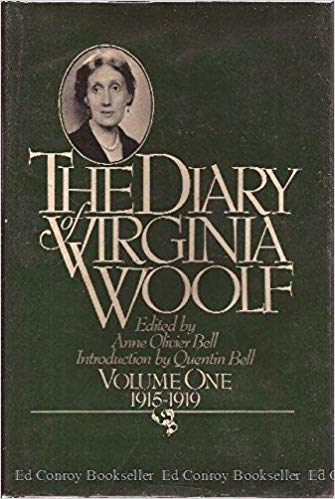 THE DIARY
of VIRGINIA
WOOLF
Edited by
Anne Olivier Bell
Introduction by Quentin Bell
VOLUME ONE
1915-1919
Ed Conroy Bookseller Ed Conroy Bookseller Ed C